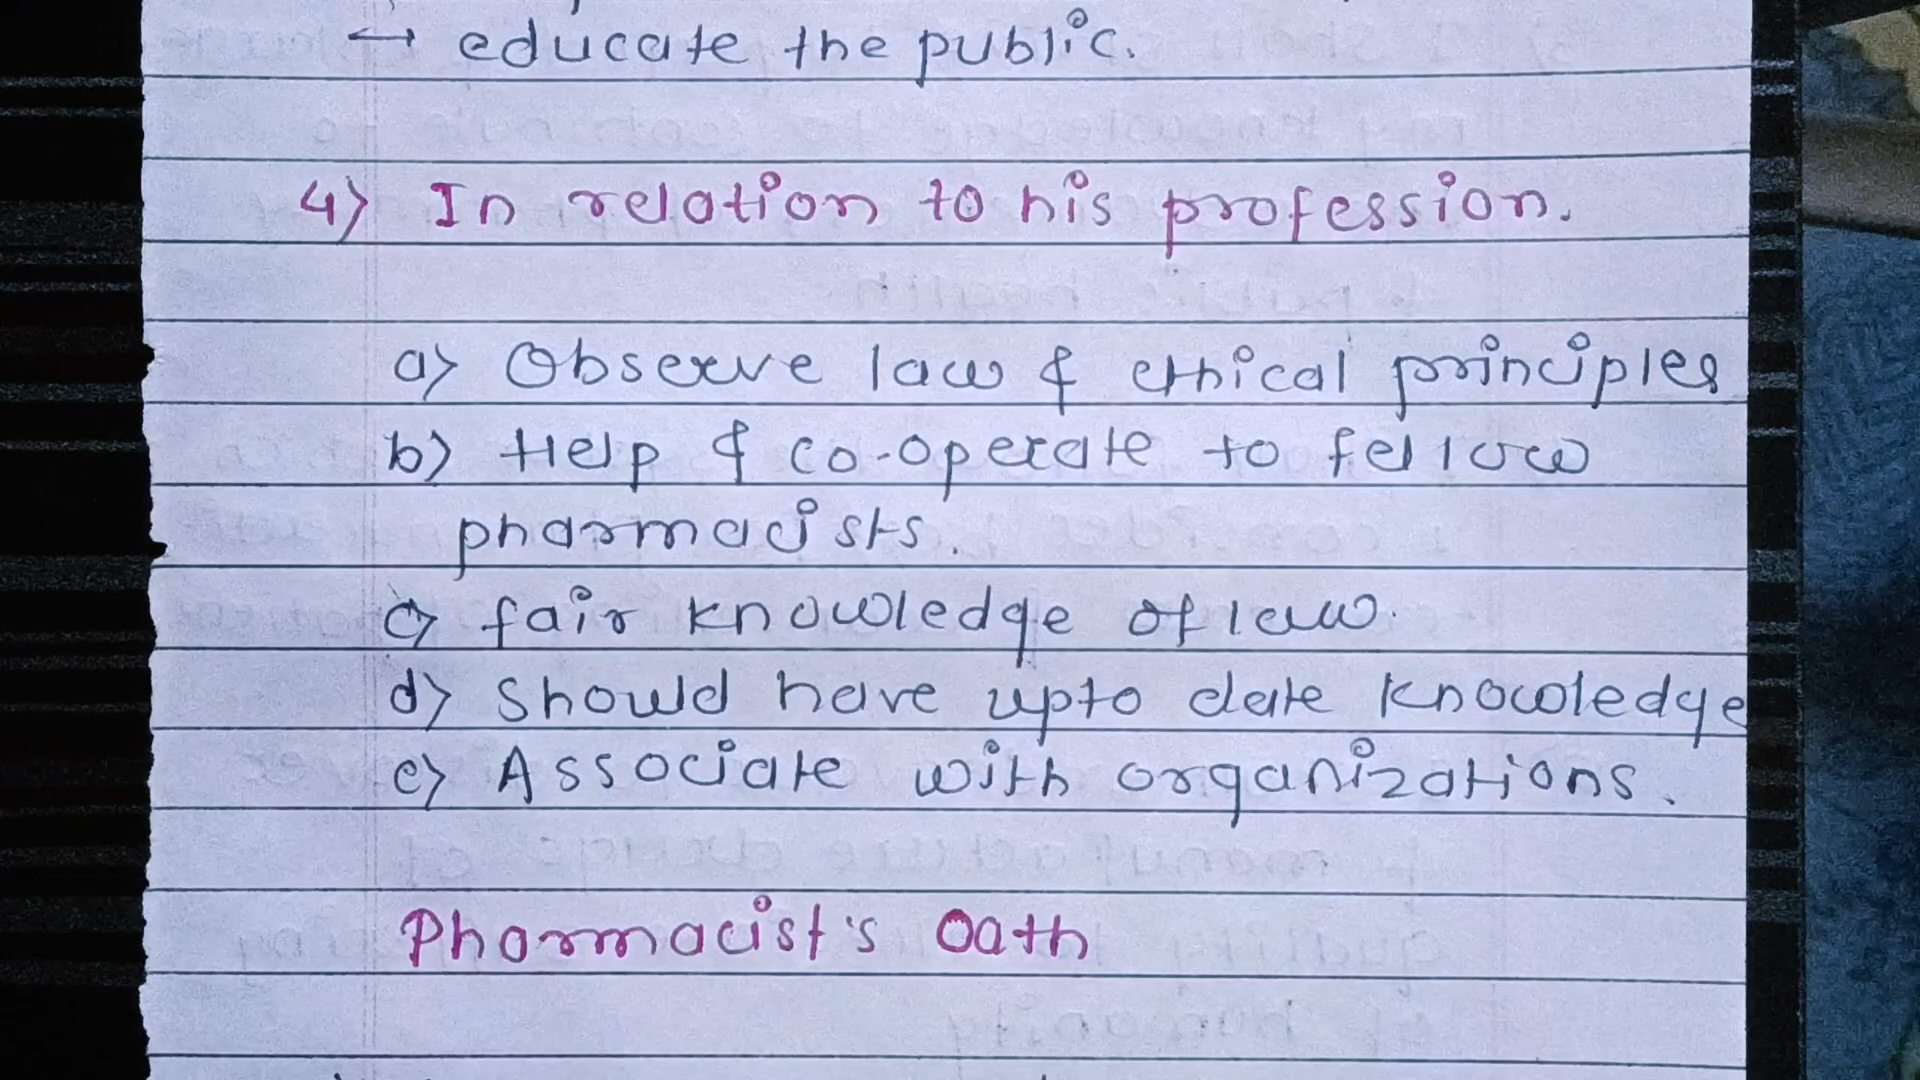 → educate the public.
4) In relation to his profession.
a) Observe law & ethical principles
b) Help & co-operate to fellow
pharmacists.
c) fair knowledge of law.
d) Should have upto date knowledge
e) Associate with organizations.
Pharmacist's Oath